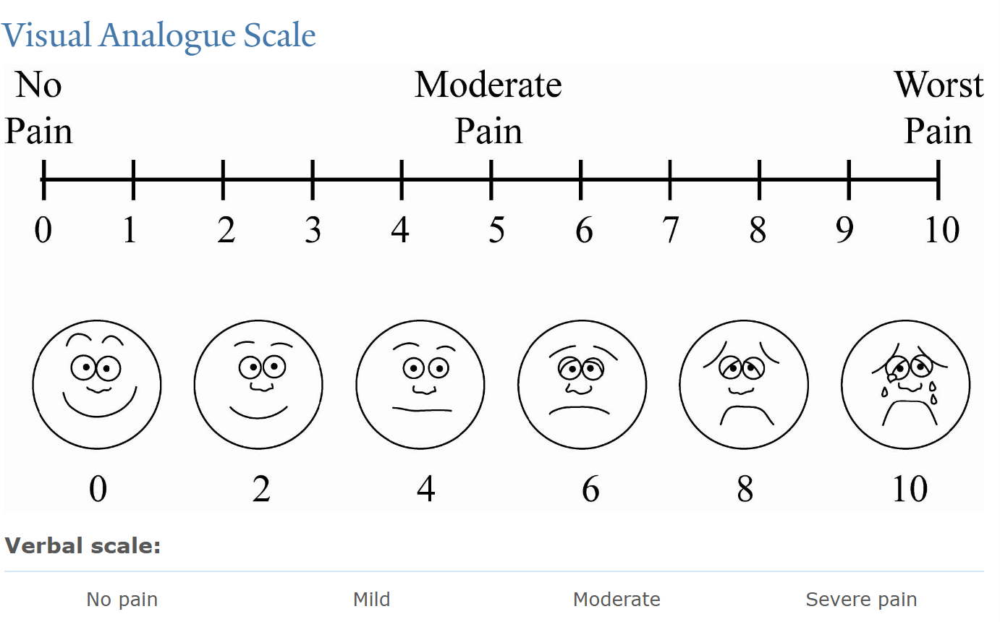 Visual Analogue Scale
No Moderate Worst
Pain Pain Pain
0 1 2 3 4 5 6 7 8 9 10
0 2 4 6 8 10
Verbal scale:
No pain Mild Moderate Severe pain